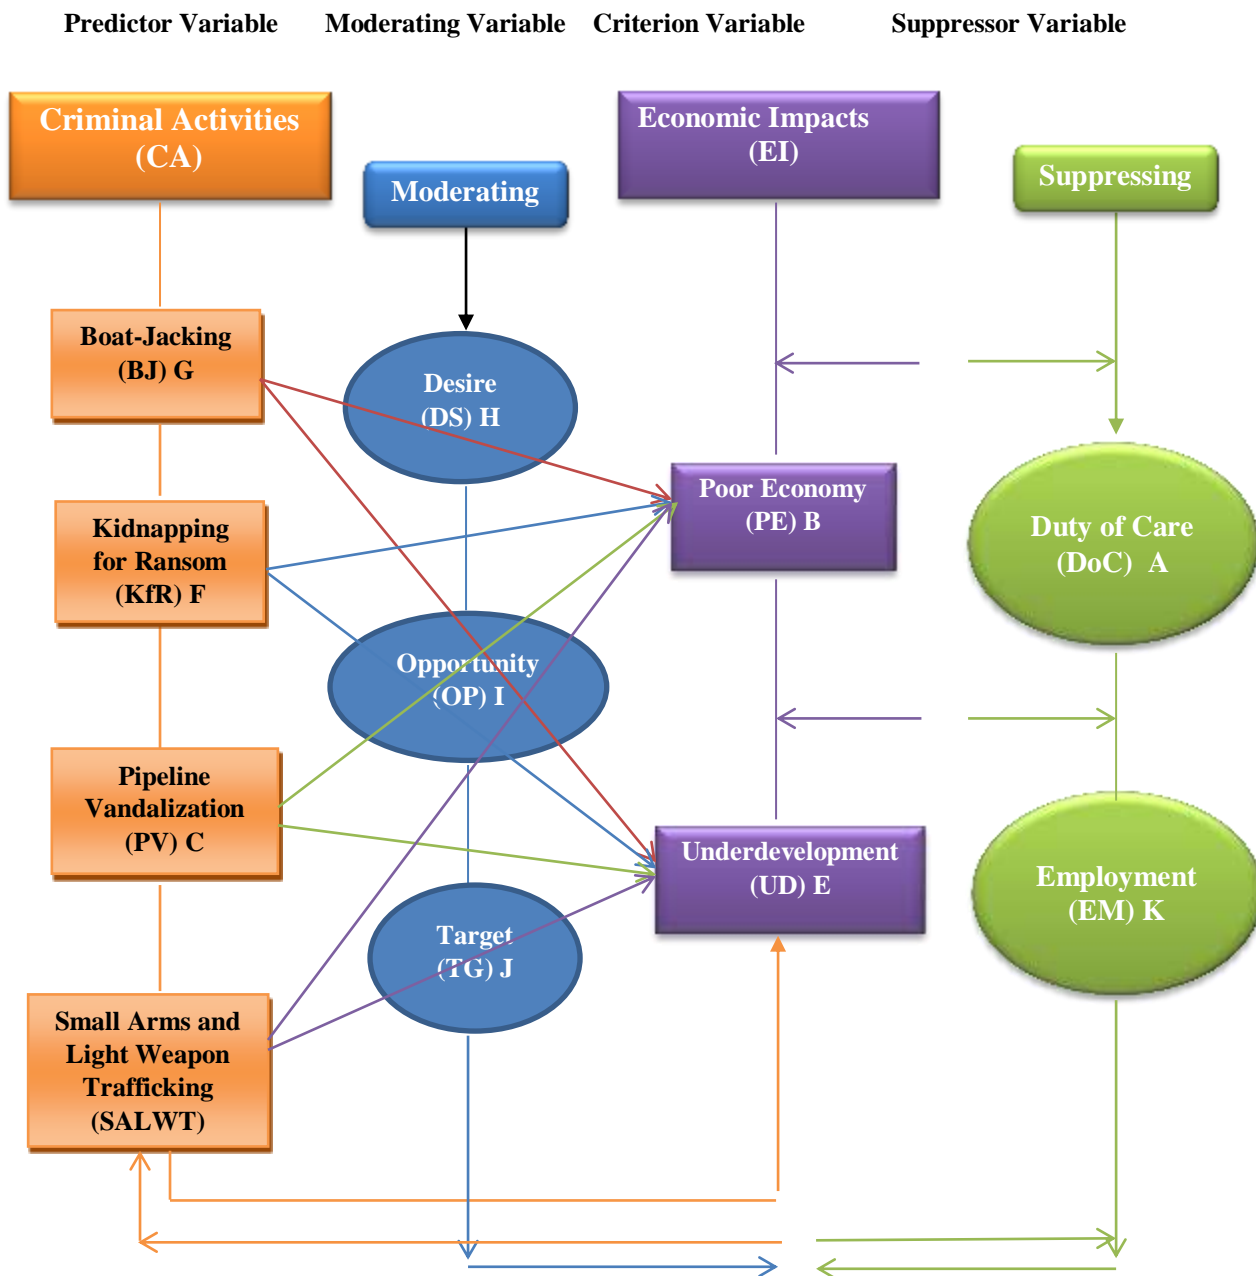 Predictor Variable Moderating Variable Criterion Variable Suppressor Variable
Criminal Activities
(CA)
Moderating
Economic Impacts
(EI)
Suppressing
Boat-Jacking
(BJ) G
Desire
(DS) H
Poor Economy
(PE) B
Duty of Care
(DoC) A
Kidnapping
for Ransom
(KfR) F
Opportunity
(OP) I
Pipeline
Vandalization
(PV) C
Underdevelopment
(UD) E
Employment
(EM) K
Target
(TG) J
Small Arms and
Light Weapon
Trafficking
(SALWT)